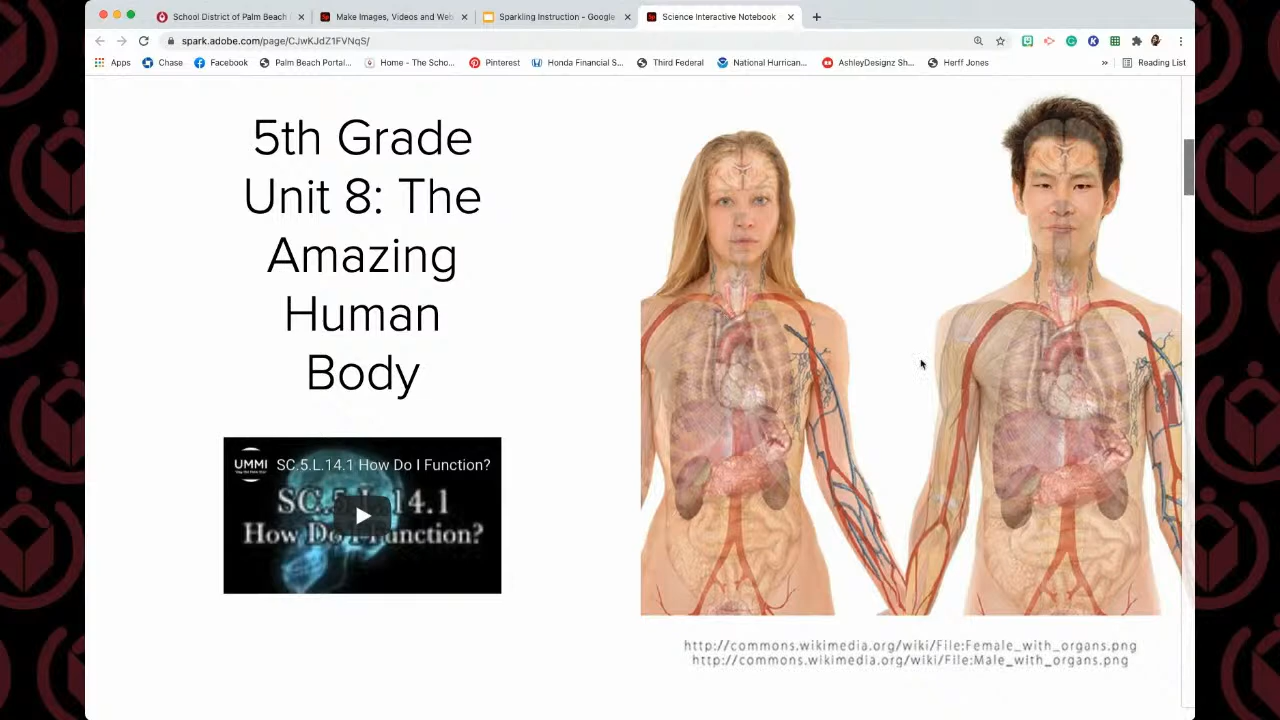 School District of Palm Beach
Make Images, Videos and Web
Sparkling Instruction - Google
Science Interactive Notebook
spark.adobe.com/page/CJwKJdZ1FVNqS/
Apps
Chase
Facebook
Palm Beach Portal...
Home - The Scho...
Pinterest
Honda Financial S...
Third Federal
National Hurrican...
AshleyDesignz Sh...
Herff Jones
»
Reading List
5th Grade
Unit 8: The
Amazing
Human
Body
UMMI
SC.5.L.14.1 How Do I Function?
SC.5.L.14.1
How Do I Function?
http://commons.wikimedia.org/wiki/File:Female_with_organs.png
http://commons.wikimedia.org/wiki/File:Male_with_organs.png